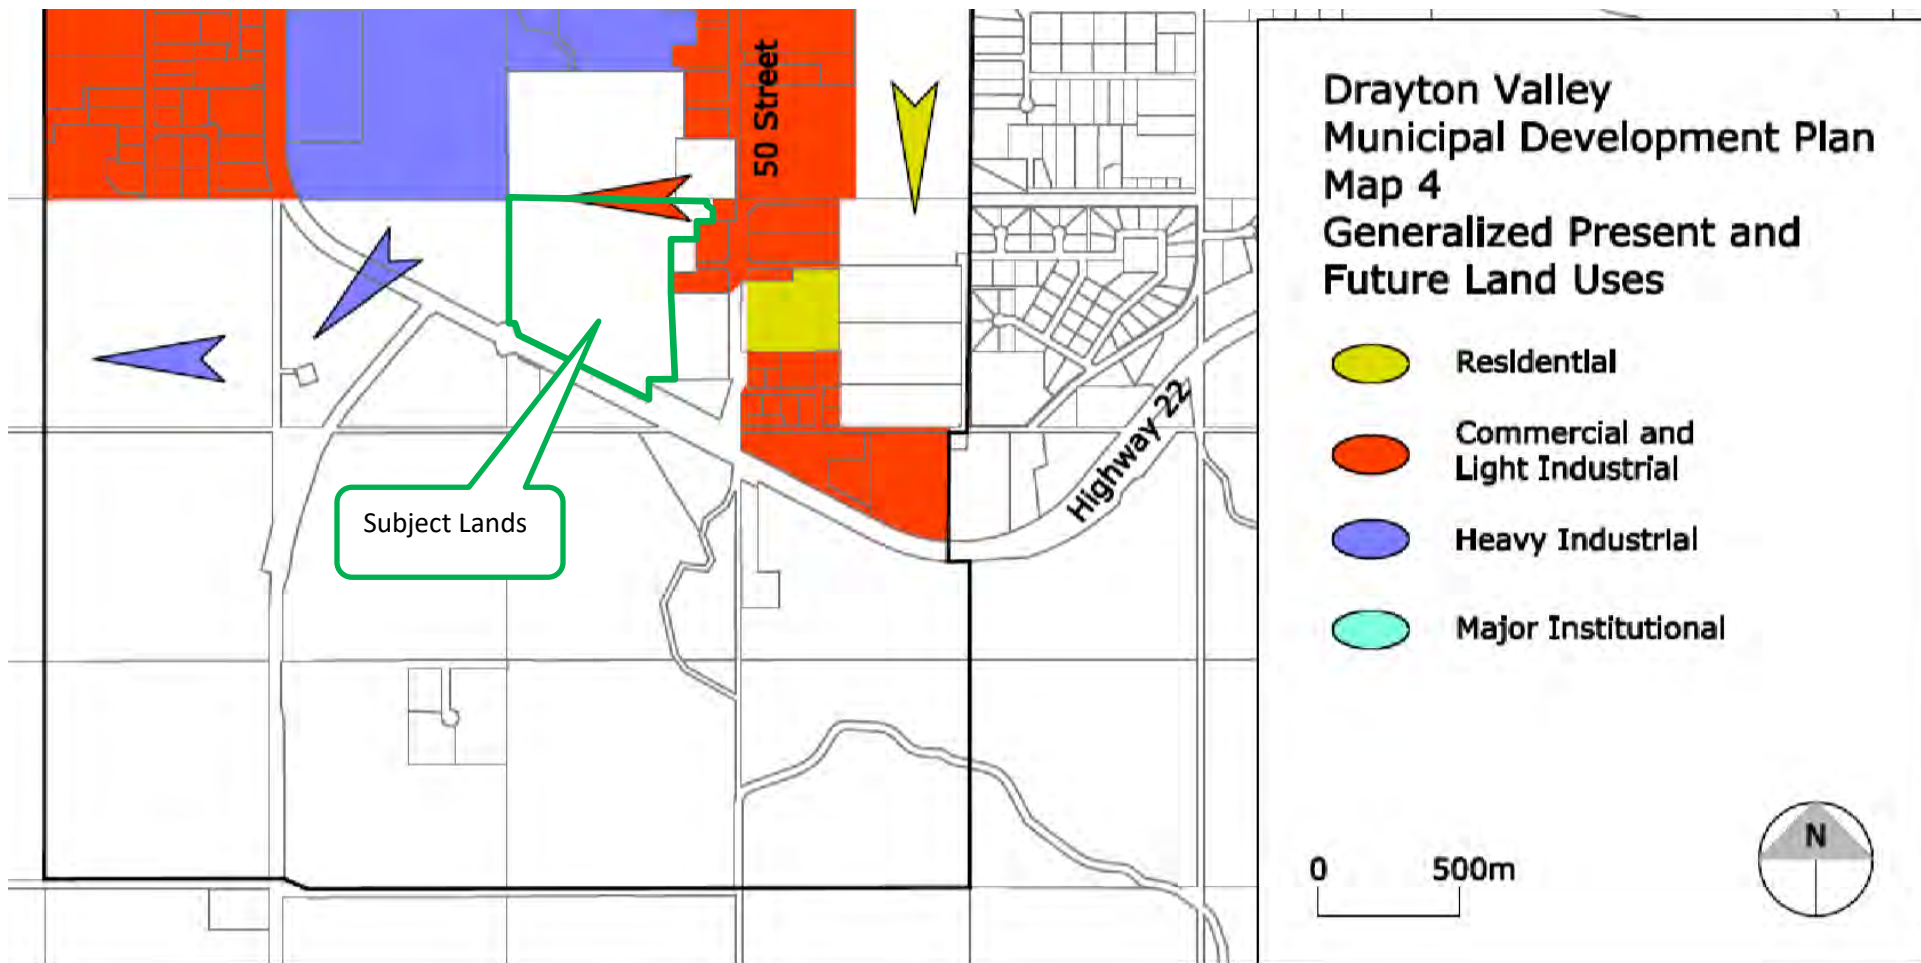 Drayton Valley
Municipal Development Plan
Map 4
Generalized Present and
Future Land Uses
Residential
Commercial and
Light Industrial
Heavy Industrial
Major Institutional
0 500m
N
50 Street
Highway 22
Subject Lands